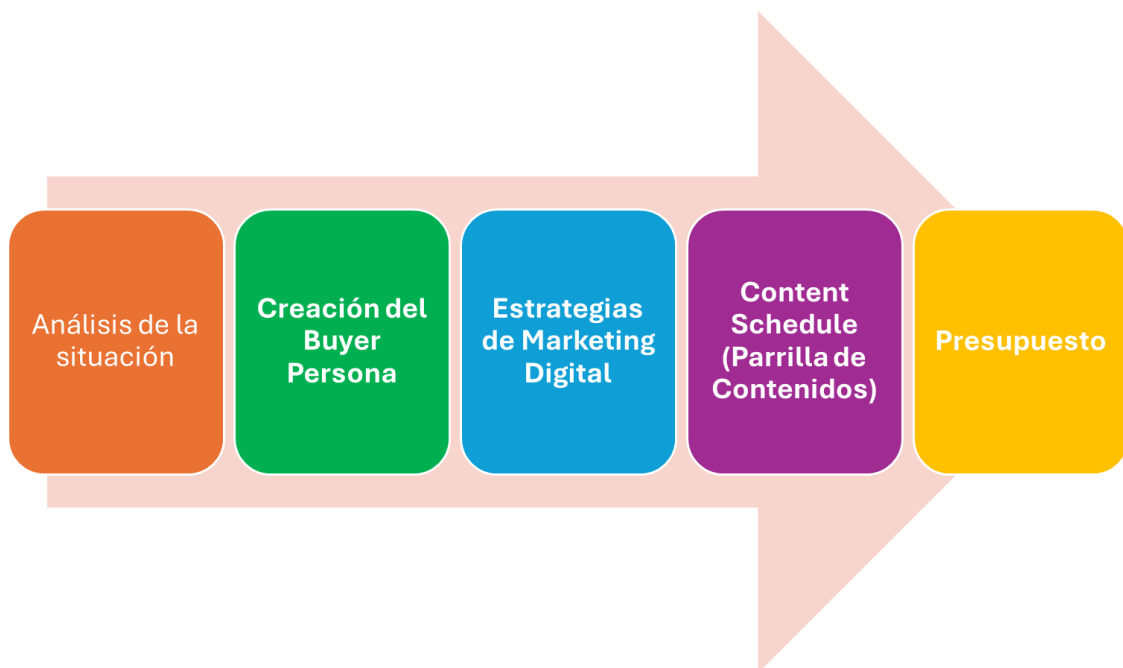 Análisis de la
situación
Creación del
Buyer
Persona
Estrategias
de Marketing
Digital
Content
Schedule
(Parrilla de
Contenidos)
Presupuesto